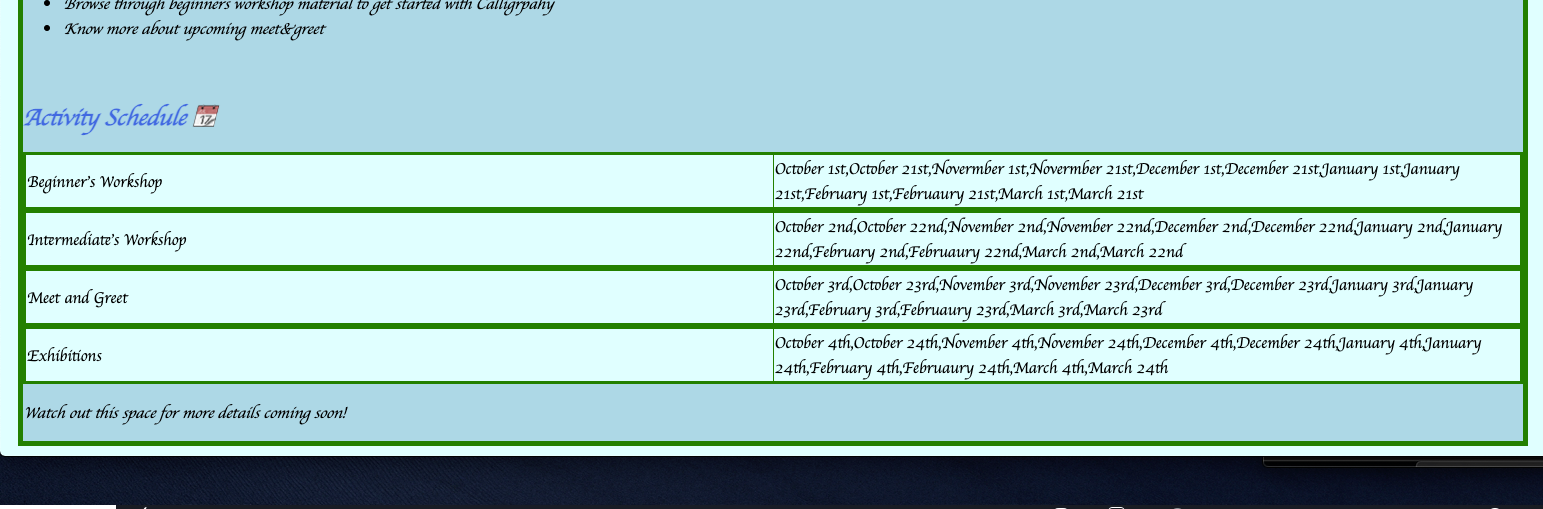 Browse through beginners workshop material to get started with Calligrpahy
Know more about upcoming meet&greet
Activity Schedule
Beginner's Workshop
October 1st,October 21st,Novermber 1st,Novermber 21st,December 1st,December 21st,January 1st,January
21st,February 1st,Februaury 21st,March 1st,March 21st
Intermediate's Workshop
October 2nd,October 22nd,November 2nd,November 22nd,December 2nd,December 22nd,January 2nd,January
22nd,February 2nd,Februaury 22nd,March 2nd,March 22nd
Meet and Greet
October 3rd,October 23rd,November 3rd,November 23rd,December 3rd,December 23rd,January 3rd,January
23rd,February 3rd,Februaury 23rd,March 3rd,March 23rd
Exhibitions
October 4th,October 24th,November 4th,November 24th,December 4th,December 24th,January 4th,January
24th,February 4th,Februaury 24th,March 4th,March 24th
Watch out this space for more details coming soon!